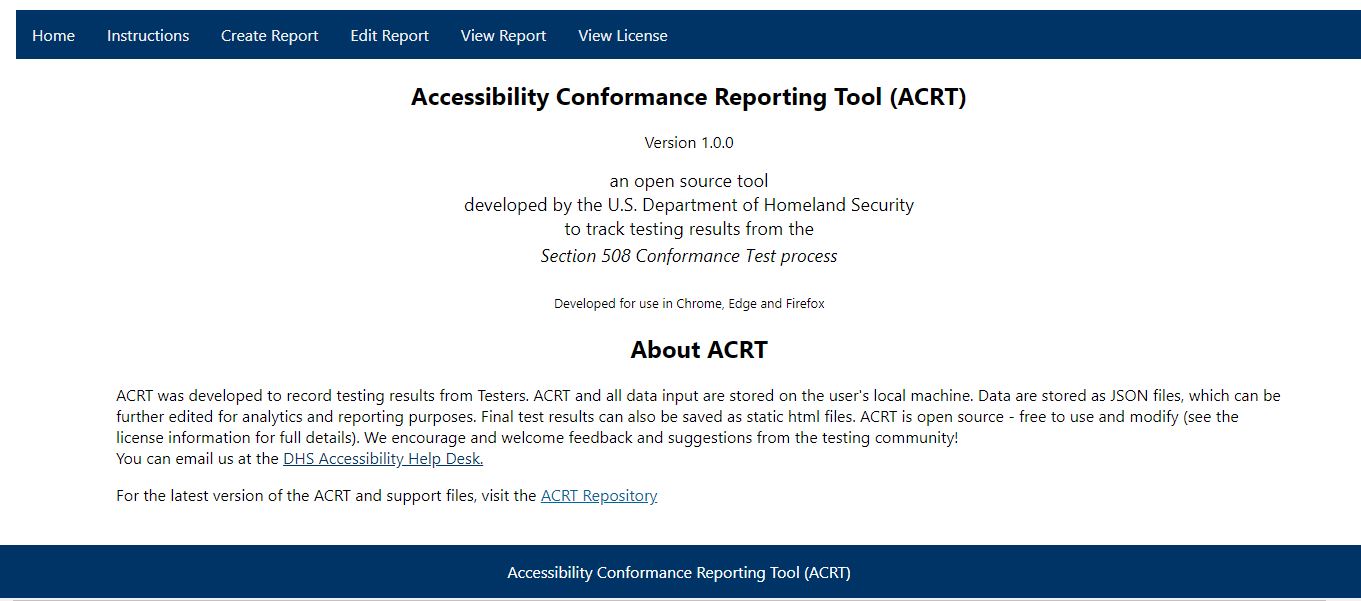 Home Instructions Create Report Edit Report View Report View License
Accessibility Conformance Reporting Tool (ACRT)
Version 1.0.0
an open source tool
developed by the U.S. Department of Homeland Security
to track testing results from the
Section 508 Conformance Test process
Developed for use in Chrome, Edge and Firefox
About ACRT
ACRT was developed to record testing results from Testers. ACRT and all data input are stored on the user's local machine. Data are stored as JSON files, which can be
further edited for analytics and reporting purposes. Final test results can also be saved as static html files. ACRT is open source - free to use and modify (see the
license information for full details). We encourage and welcome feedback and suggestions from the testing community!
You can email us at the DHS Accessibility Help Desk.
For the latest version of the ACRT and support files, visit the ACRT Repository
Accessibility Conformance Reporting Tool (ACRT)